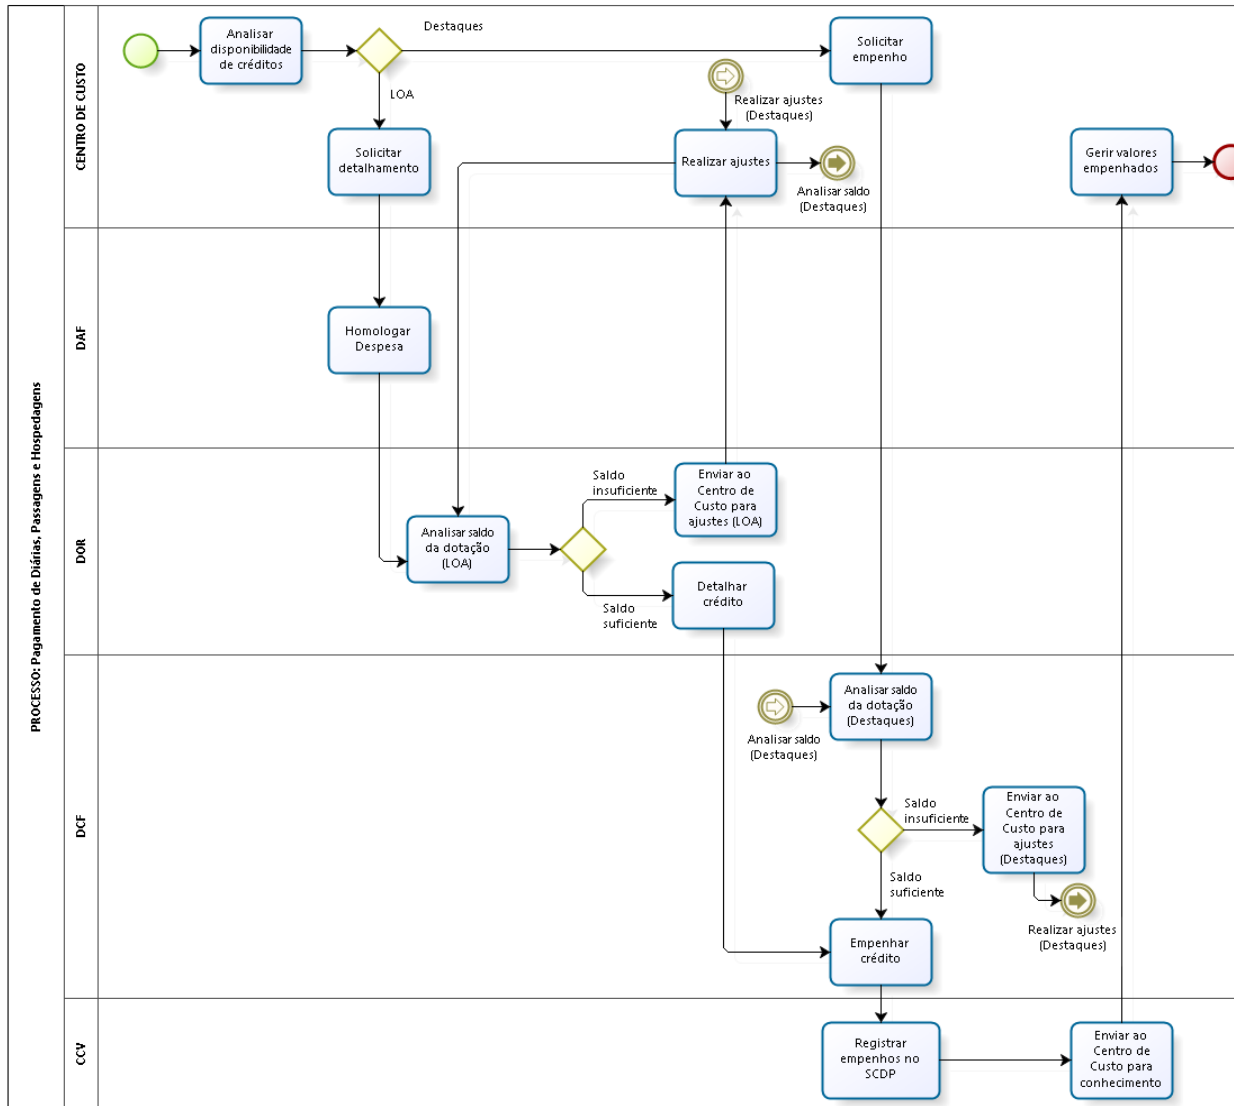 PROCESSO: Pagamento de Diárias, Passagens e Hospedagens
CENTRO DE CUSTO
Analisar
disponibilidade
de créditos
Destaques
LOA
Solicitar
empenho
Solicitar
detalhamento
Realizar ajustes
(Destaques)
Realizar ajustes
Analisar saldo
(Destaques)
Gerir valores
empenhados
DAF
Homologar
Despesa
DOR
Analisar saldo
da dotação
(LOA)
Saldo
insuficiente
Enviar ao
Centro de
Custo para
ajustes (LOA)
Saldo
suficiente
Detalhar
crédito
DCF
Analisar saldo
(Destaques)
Analisar saldo
da dotação
(Destaques)
Saldo
insuficiente
Enviar ao
Centro de
Custo para
ajustes
(Destaques)
Saldo
suficiente
Realizar ajustes
(Destaques)
Empenhar
crédito
CCV
Registrar
empenhos no
SCDP
Enviar ao
Centro de
Custo para
conhecimento